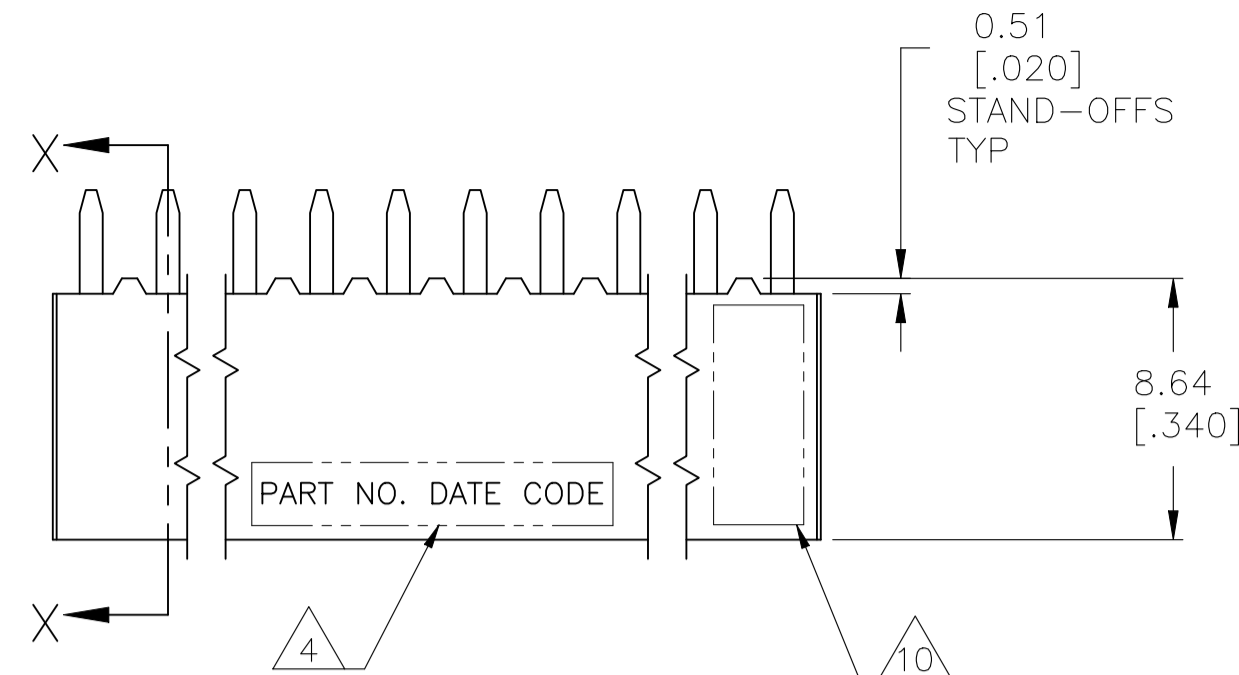 0.51
[.020]
STAND-OFFS
TYP
X
8.64
[.340]
PART NO. DATE CODE
X
4
10